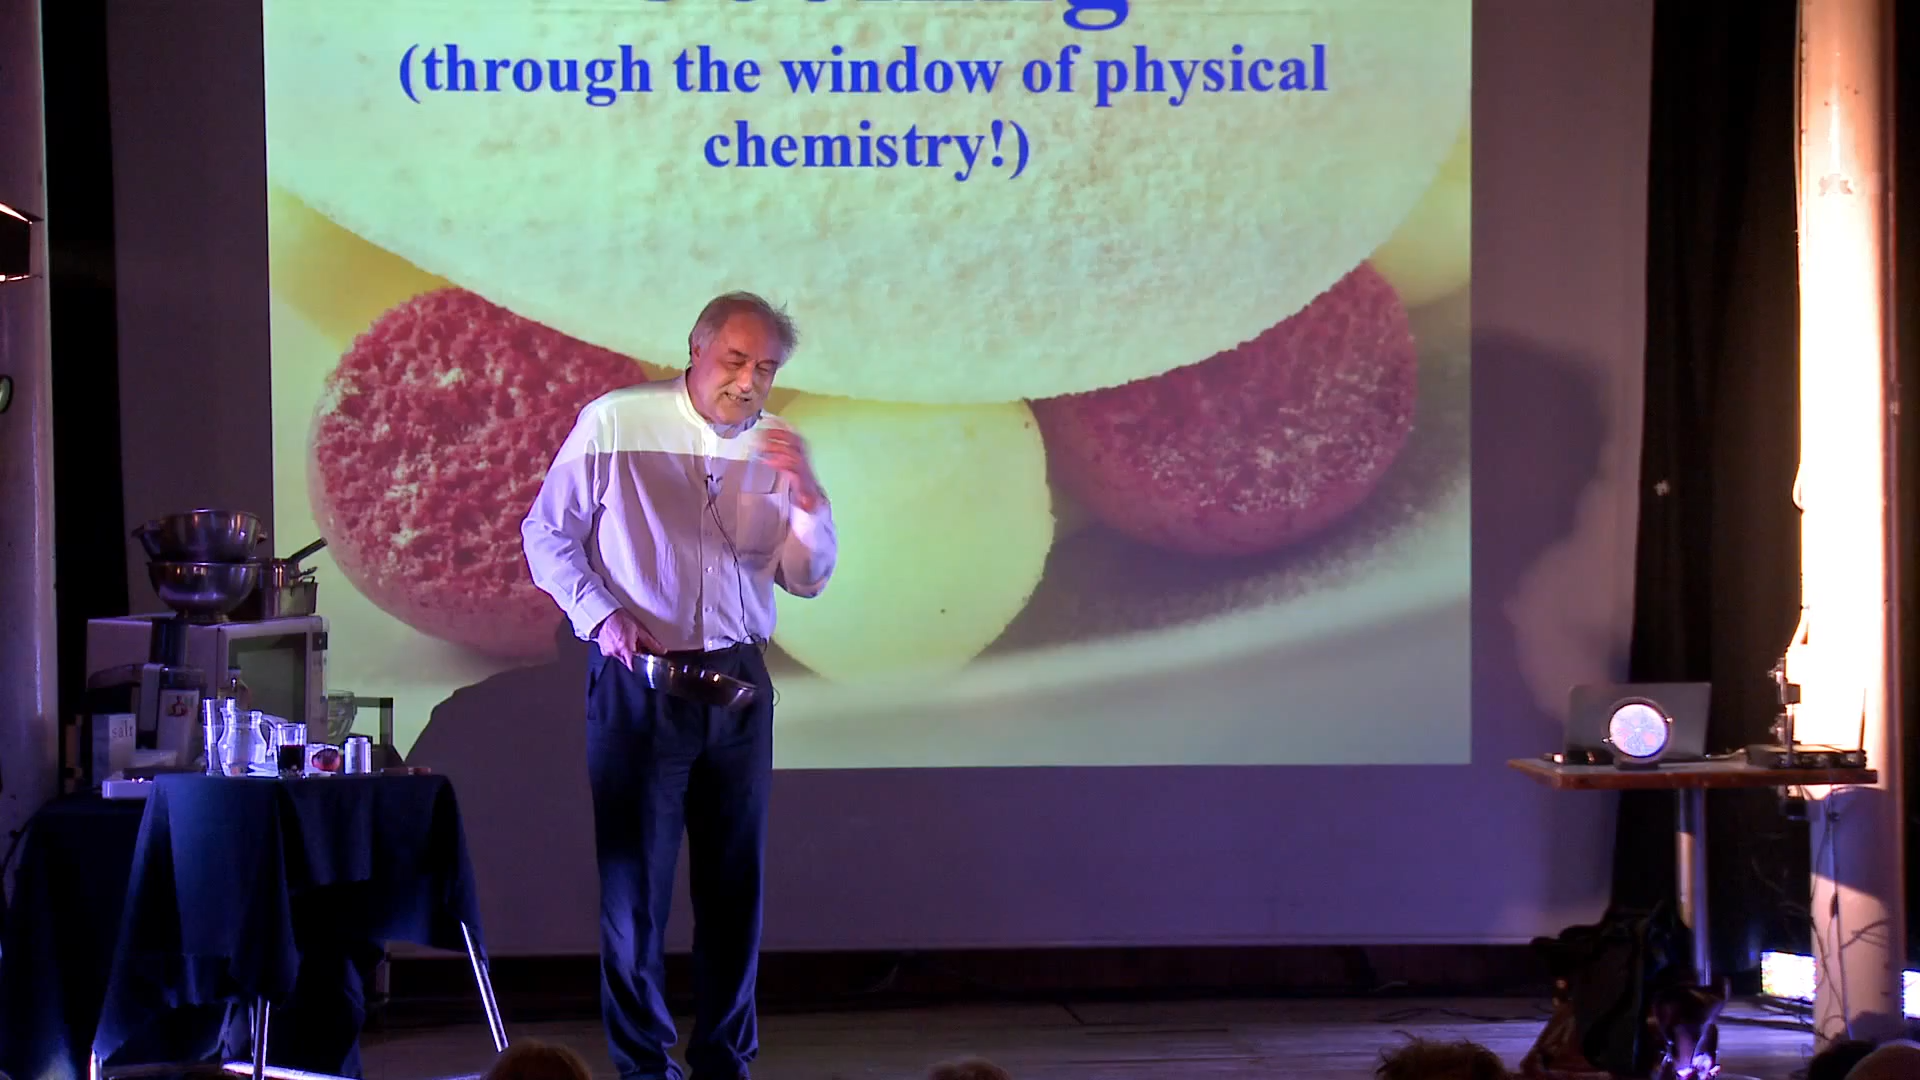 (through the window of physical
chemistry!)
salt